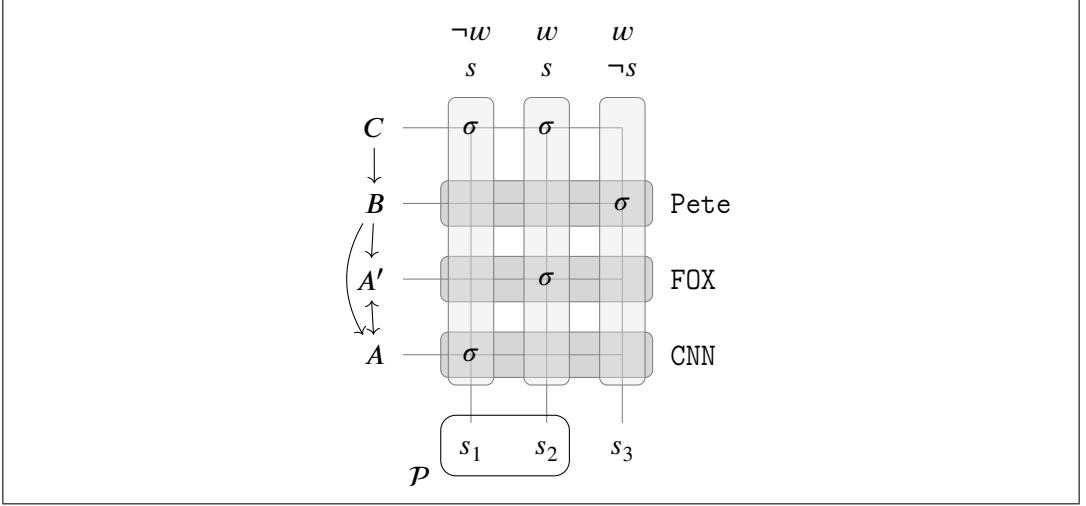 ¬w w w
s s ¬s
C σ σ
B σ Pete
A′ σ FOX
A σ CNN
s₁ s₂ s₃
𝒫